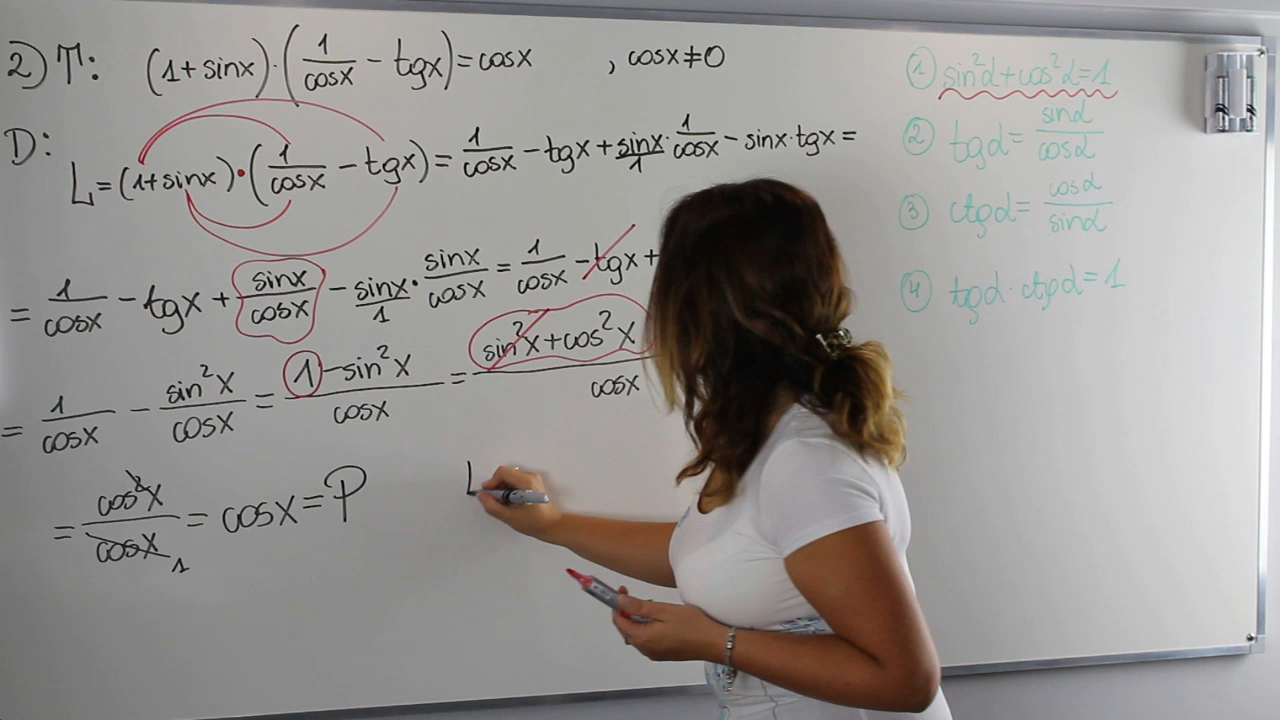 2) T: (1+sinx)·(1/cosx - tgx)=cosx , cosx≠0
D:
L=(1+sinx)·(1/cosx - tgx)= 1/cosx - tgx + sinx/1 · 1/cosx - sinx·tgx =
= 1/cosx - tgx + sinx/cosx - sinx/1 · sinx/cosx = 1/cosx - tgx +
= 1/cosx - sin²x/cosx = 1-sin²x/cosx = sin²x+cos²x/cosx
= cos²x/cosx 1 = cosx = P
L
① sin²α+cos²α=1
② tgα= sinα/cosα
③ ctgα= cosα/sinα
④ tgα·ctgα=1